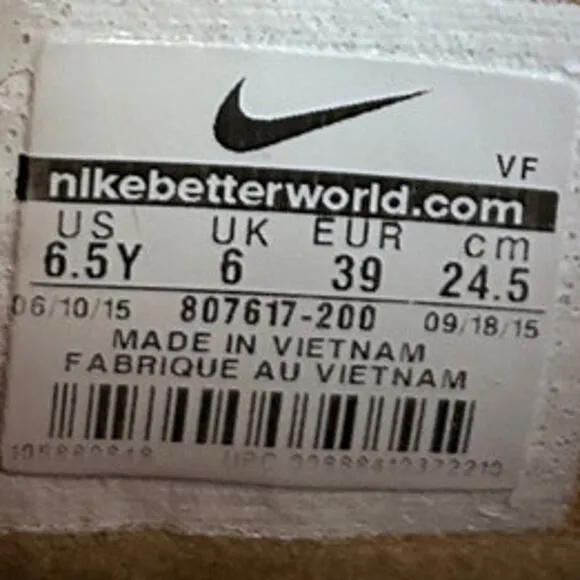 VF
nikebetterworld.com
US UK EUR cm
6.5Y 6 39 24.5
06/10/15 807617-200 09/18/15
MADE IN VIETNAM
FABRIQUE AU VIETNAM
UPC